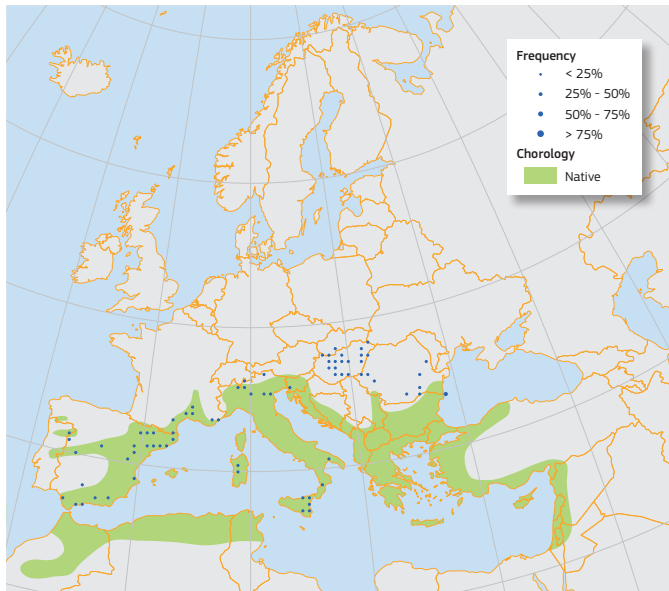 Frequency
< 25%
25% - 50%
50% - 75%
> 75%
Chorology
Native